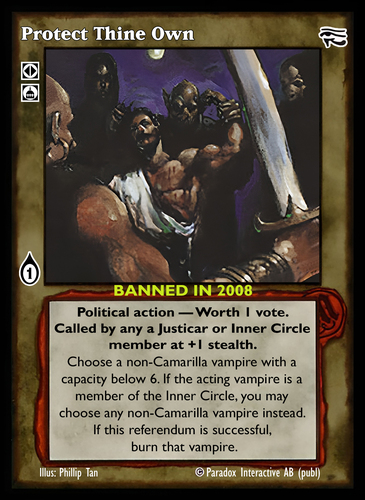 Protect Thine Own
1
BANNED IN 2008
Political action — Worth 1 vote.
Called by any a Justicar or Inner Circle
member at +1 stealth.
Choose a non-Camarilla vampire with a
capacity below 6. If the acting vampire is a
member of the Inner Circle, you may
choose any non-Camarilla vampire instead.
If this referendum is successful,
burn that vampire.
Illus: Phillip Tan © Paradox Interactive AB (publ)